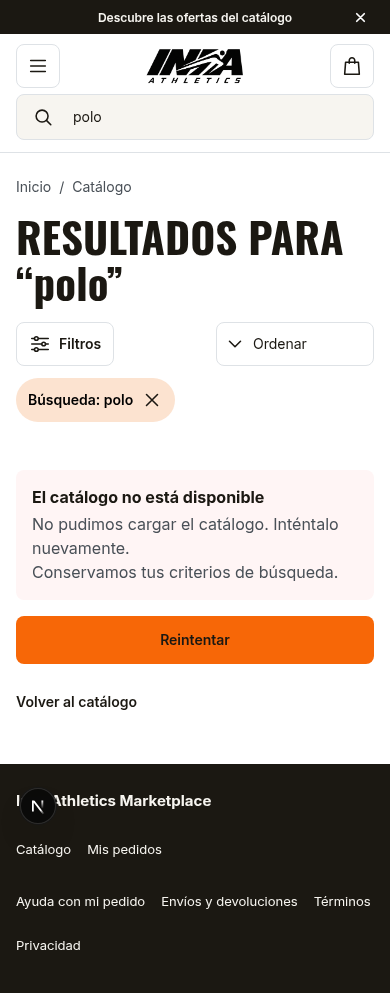 Descubre las ofertas del catálogo
INZA
ATHLETICS
polo
Inicio / Catálogo
RESULTADOS PARA
“polo”
Filtros
Ordenar
Búsqueda: polo
El catálogo no está disponible
No pudimos cargar el catálogo. Inténtalo
nuevamente.
Conservamos tus criterios de búsqueda.
Reintentar
Volver al catálogo
Athletics Marketplace
N
Catálogo Mis pedidos
Ayuda con mi pedido Envíos y devoluciones Términos
Privacidad